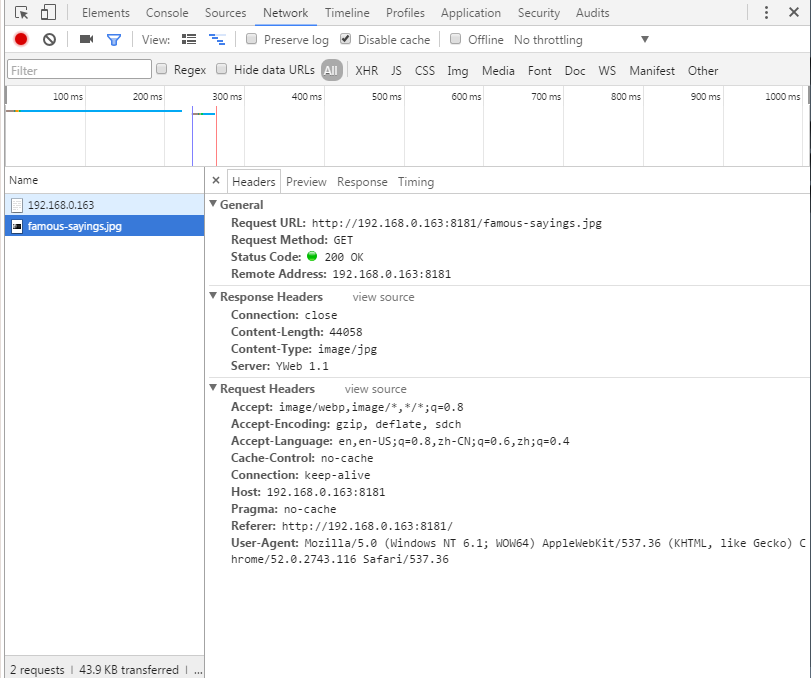 Elements Console Sources Network Timeline Profiles Application Security Audits
View: Preserve log Disable cache Offline No throttling
Filter Regex Hide data URLs All XHR JS CSS Img Media Font Doc WS Manifest Other
100 ms 200 ms 300 ms 400 ms 500 ms 600 ms 700 ms 800 ms 900 ms 1000 ms
Name
192.168.0.163
famous-sayings.jpg
2 requests | 43.9 KB transferred | ...
× Headers Preview Response Timing
General
Request URL: http://192.168.0.163:8181/famous-sayings.jpg
Request Method: GET
Status Code: 200 OK
Remote Address: 192.168.0.163:8181
Response Headers view source
Connection: close
Content-Length: 44058
Content-Type: image/jpg
Server: YWeb 1.1
Request Headers view source
Accept: image/webp,image/*,*/*;q=0.8
Accept-Encoding: gzip, deflate, sdch
Accept-Language: en,en-US;q=0.8,zh-CN;q=0.6,zh;q=0.4
Cache-Control: no-cache
Connection: keep-alive
Host: 192.168.0.163:8181
Pragma: no-cache
Referer: http://192.168.0.163:8181/
User-Agent: Mozilla/5.0 (Windows NT 6.1; WOW64) AppleWebKit/537.36 (KHTML, like Gecko) C
hrome/52.0.2743.116 Safari/537.36